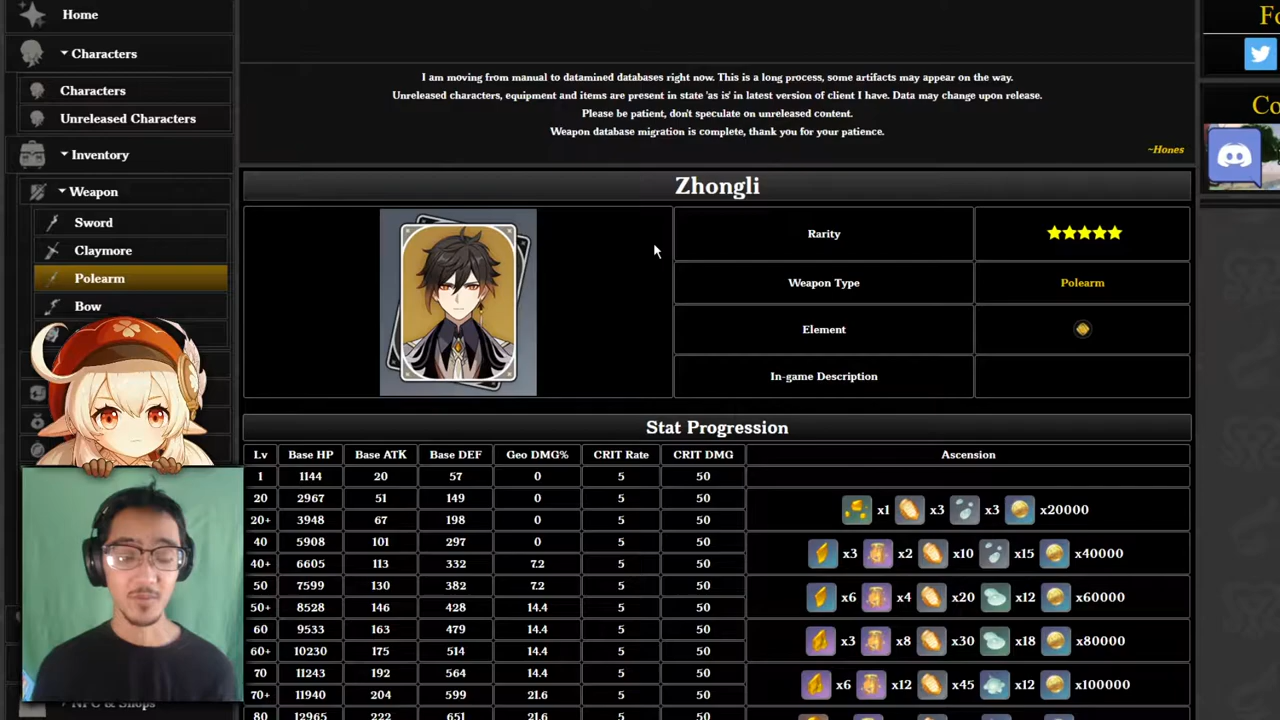 Home
Characters
Characters
Unreleased Characters
Inventory
Weapon
Sword
Claymore
Polearm
Bow
I am moving from manual to datamined databases right now. This is a long process, some artifacts may appear on the way.
Unreleased characters, equipment and items are present in state 'as is' in latest version of client I have. Data may change upon release.
Please be patient, don't speculate on unreleased content.
Weapon database migration is complete, thank you for your patience.
~Hones
Zhongli
Rarity
Weapon Type Polearm
Element
In-game Description
Stat Progression
Lv Base HP Base ATK Base DEF Geo DMG% CRIT Rate CRIT DMG Ascension
1 1144 20 57 0 5 50
20 2967 51 149 0 5 50 x1 x3 x3 x20000
20+ 3948 67 198 0 5 50
40 5908 101 297 0 5 50 x3 x2 x10 x15 x40000
40+ 6605 113 332 7.2 5 50
50 7599 130 382 7.2 5 50 x6 x4 x20 x12 x60000
50+ 8528 146 428 14.4 5 50
60 9533 163 479 14.4 5 50 x3 x8 x30 x18 x80000
60+ 10230 175 514 14.4 5 50
70 11243 192 564 14.4 5 50 x6 x12 x45 x12 x100000
70+ 11940 204 599 21.6 5 50
80 12965 222 651 21.6 5 50